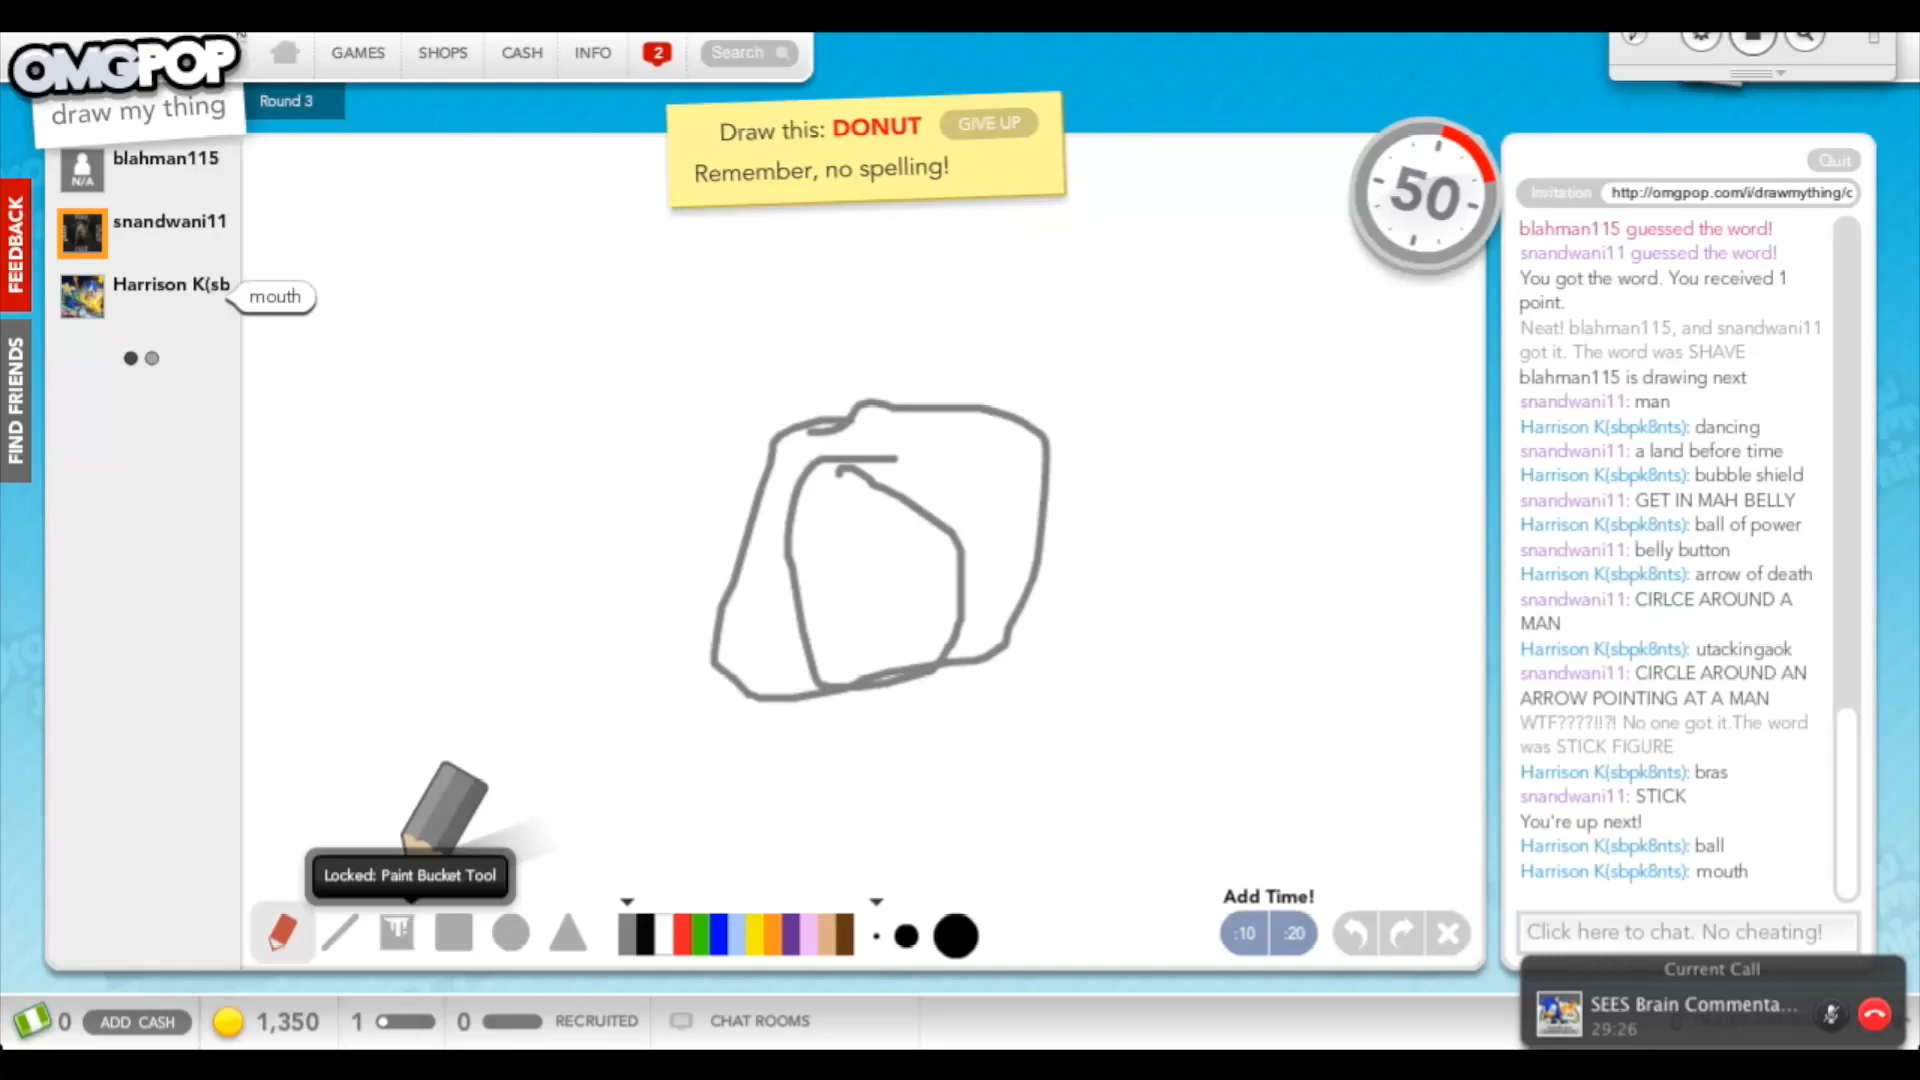 OMGPOP
TM
draw my thing
GAMES
SHOPS
CASH
INFO
2
Search
Round 3
Draw this: DONUT
GIVE UP
Remember, no spelling!
50
FEEDBACK
FIND FRIENDS
blahman115
N/A
snandwani11
Harrison K(sb
mouth
Quit
Invitation
http://omgpop.com/i/drawmything/c
blahman115 guessed the word!
snandwani11 guessed the word!
You got the word. You received 1
point.
Neat! blahman115, and snandwani11
got it. The word was SHAVE
blahman115 is drawing next
snandwani11: man
Harrison K(sbpk8nts): dancing
snandwani11: a land before time
Harrison K(sbpk8nts): bubble shield
snandwani11: GET IN MAH BELLY
Harrison K(sbpk8nts): ball of power
snandwani11: belly button
Harrison K(sbpk8nts): arrow of death
snandwani11: CIRLCE AROUND A
MAN
Harrison K(sbpk8nts): utackingaok
snandwani11: CIRCLE AROUND AN
ARROW POINTING AT A MAN
WTF????!!?! No one got it.The word
was STICK FIGURE
Harrison K(sbpk8nts): bras
snandwani11: STICK
You're up next!
Harrison K(sbpk8nts): ball
Harrison K(sbpk8nts): mouth
Click here to chat. No cheating!
Locked: Paint Bucket Tool
Add Time!
:10
:20
0
ADD CASH
1,350
1
0
RECRUITED
CHAT ROOMS
Current Call
SEES Brain Commenta...
29:26